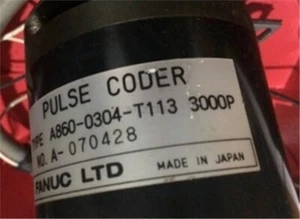 PULSE CODER
TYPE A860-0304-T113 3000P
NO. A-070428
FANUC LTD MADE IN JAPAN